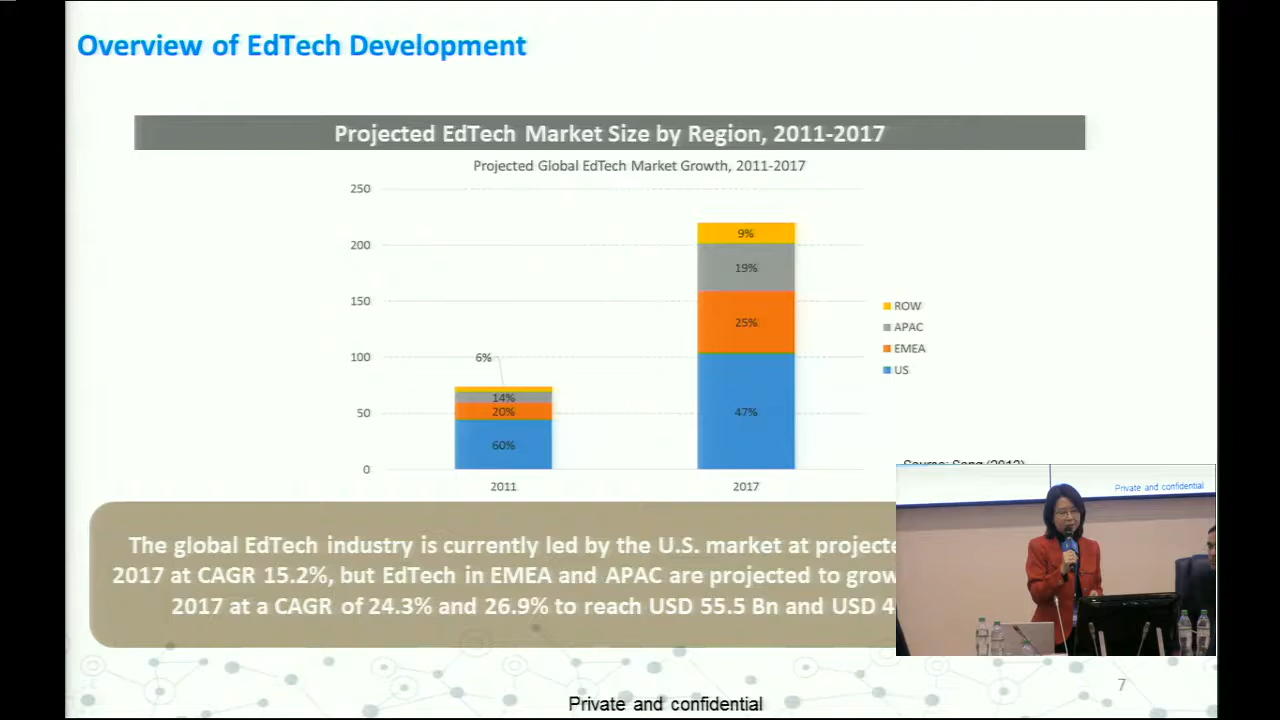 Overview of EdTech Development
Projected EdTech Market Size by Region, 2011-2017
Projected Global EdTech Market Growth, 2011-2017
250
200
150
100
50
0
6%
14%
20%
60%
9%
19%
25%
47%
2011
2017
ROW
APAC
EMEA
US
Private and confidential
The global EdTech industry is currently led by the U.S. market at
2017 at CAGR 15.2%, but EdTech in EMEA and APAC are projected to
2017 at a CAGR of 24.3% and 26.9% to reach USD 55.5 Bn and USD
7
Private and confidential